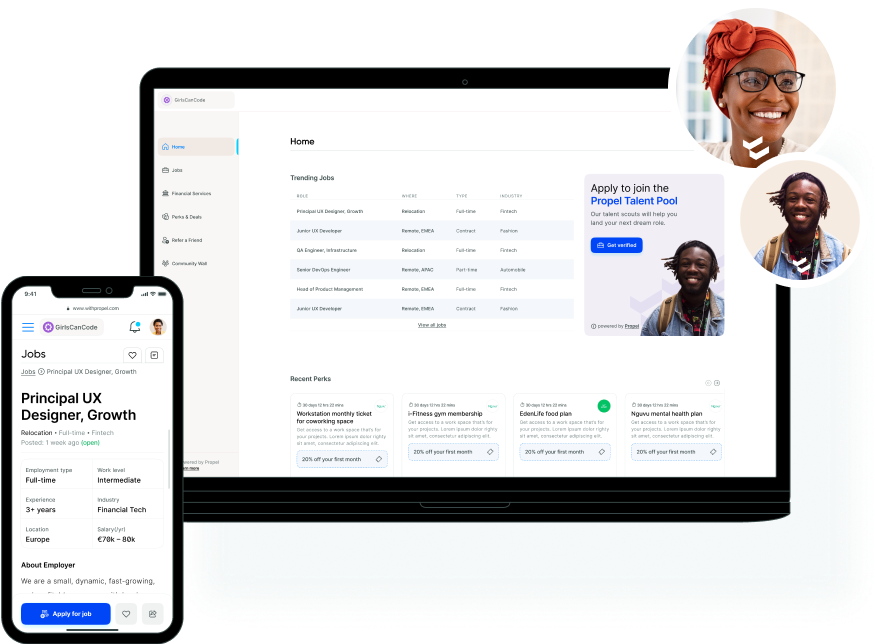 GirlsCanCode
Home
Jobs
Financial Services
Perks & Deals
Refer a Friend
Community Wall
powered by Propel
Home
Trending Jobs
ROLE WHERE TYPE INDUSTRY
Principal UX Designer, Growth Relocation Full-time Fintech
Junior UX Developer Remote, EMEA Contract Fashion
QA Engineer, Infrastructure Relocation Full-time Fintech
Senior DevOps Engineer Remote, APAC Part-time Automobile
Head of Product Management Remote, EMEA Full-time Fintech
Junior UX Developer Remote, EMEA Contract Fashion
View all jobs
Apply to join the
Propel Talent Pool
Our talent scouts will help you
land your next dream role.
Get verified
powered by Propel
Recent Perks
30 days 12 hrs 22 mins
Workstation monthly ticket
for coworking space
Get access to a work space that's for
your projects. Lorem ipsum dolor rightly
sit amet, consectetur adipiscing elit.
20% off your first month
30 days 12 hrs 22 mins
i-Fitness gym membership
Get access to a work space that's for
your projects. Lorem ipsum dolor rightly
sit amet, consectetur adipiscing elit.
20% off your first month
30 days 12 hrs 22 mins
EdenLife food plan
Get access to a work space that's for
your projects. Lorem ipsum dolor rightly
sit amet, consectetur adipiscing elit.
20% off your first month
30 days 12 hrs 22 mins
Nguvu mental health plan
Get access to a work space that's for
your projects. Lorem ipsum dolor rightly
sit amet, consectetur adipiscing elit.
20% off your first month
9:41
www.withpropel.com
GirlsCanCode
Jobs
Jobs Principal UX Designer, Growth
Principal UX
Designer, Growth
Relocation • Full-time • Fintech
Posted: 1 week ago (open)
Employment type Work level
Full-time Intermediate
Experience Industry
3+ years Financial Tech
Location Salary(/yr)
Europe €70k – 80k
About Employer
We are a small, dynamic, fast-growing,
Apply for job